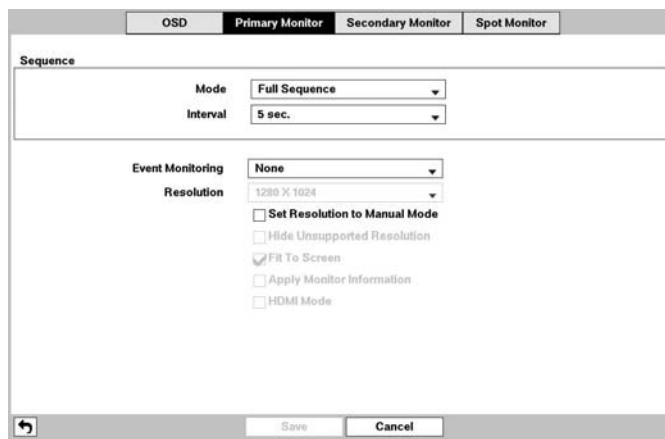 OSD Primary Monitor Secondary Monitor Spot Monitor
Sequence
Mode Full Sequence
Interval 5 sec.
Event Monitoring None
Resolution 1280 X 1024
Set Resolution to Manual Mode
Hide Unsupported Resolution
Fit To Screen
Apply Monitor Information
HDMI Mode
Save Cancel